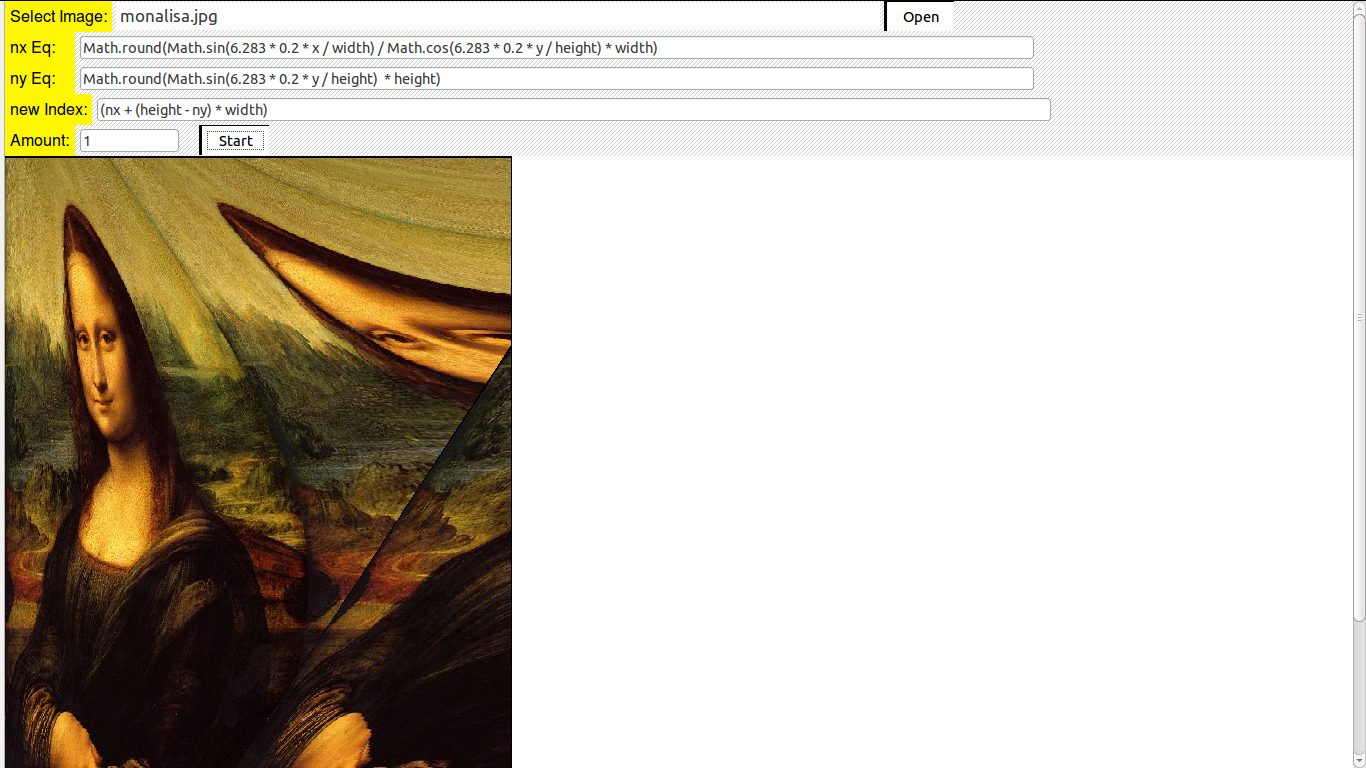 Select Image: monalisa.jpg Open
nx Eq: Math.round(Math.sin(6.283 * 0.2 * x / width) / Math.cos(6.283 * 0.2 * y / height) * width)
ny Eq: Math.round(Math.sin(6.283 * 0.2 * y / height)  * height)
new Index: (nx + (height - ny) * width)
Amount: 1 Start